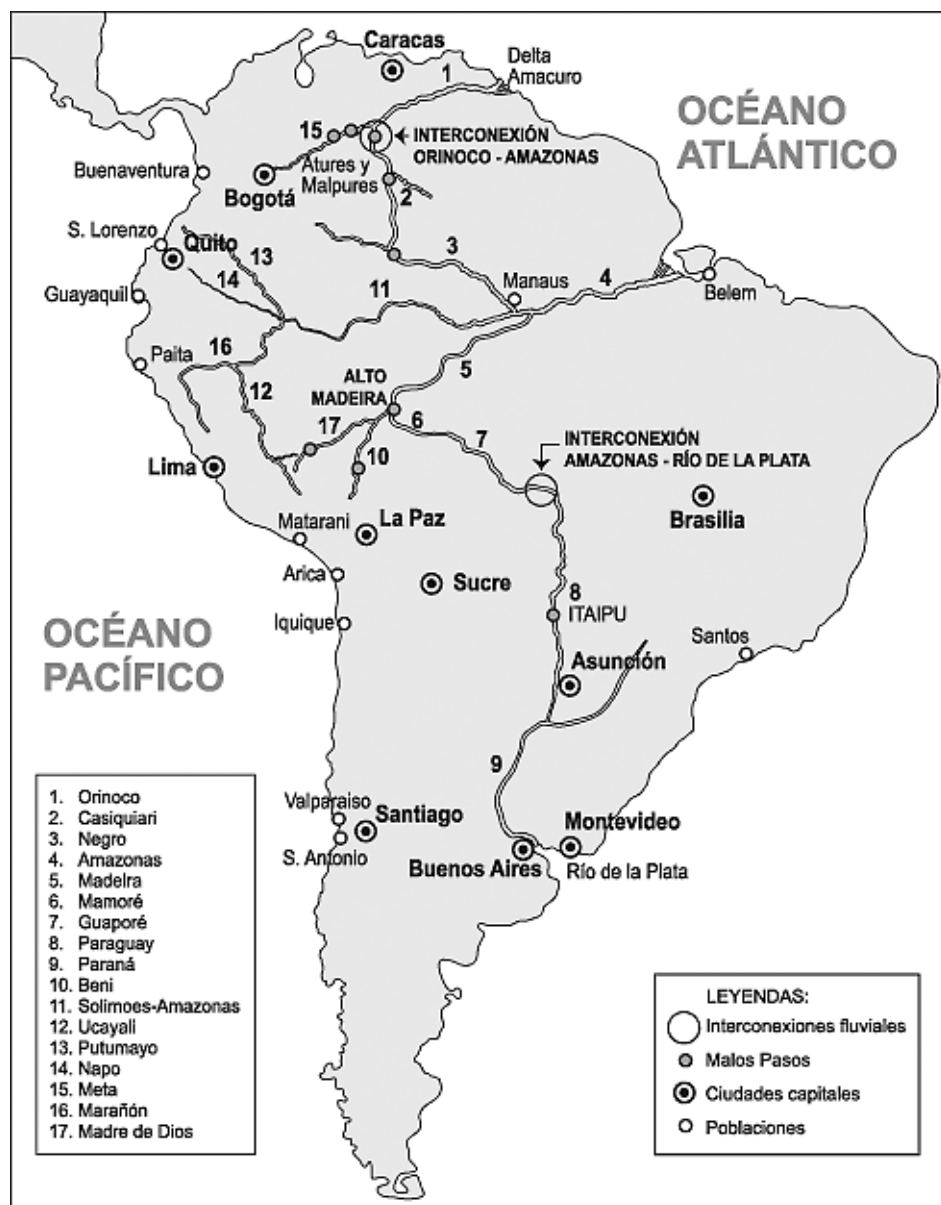 Caracas
Delta
Amacuro
1
OCÉANO
ATLÁNTICO
15
INTERCONEXIÓN
ORINOCO - AMAZONAS
Atures y
Malpures
Buenaventura
Bogotá
2
S. Lorenzo
Quito
13
3
14
Manaus
4
Guayaquil
11
Belem
Paita
16
5
ALTO
MADEIRA
12
6
17
7
INTERCONEXIÓN
AMAZONAS - RÍO DE LA PLATA
10
Lima
Brasilia
Matarani
La Paz
Arica
Sucre
8
ITAIPU
Iquique
OCÉANO
PACÍFICO
Santos
Asunción
9
Valparaiso
Santiago
S. Antonio
Montevideo
Buenos Aires
Río de la Plata
1. Orinoco
2. Casiquiari
3. Negro
4. Amazonas
5. Madeira
6. Mamoré
7. Guaporé
8. Paraguay
9. Paraná
10. Beni
11. Solimoes-Amazonas
12. Ucayali
13. Putumayo
14. Napo
15. Meta
16. Marañón
17. Madre de Dios
LEYENDAS:
Interconexiones fluviales
Malos Pasos
Ciudades capitales
Poblaciones